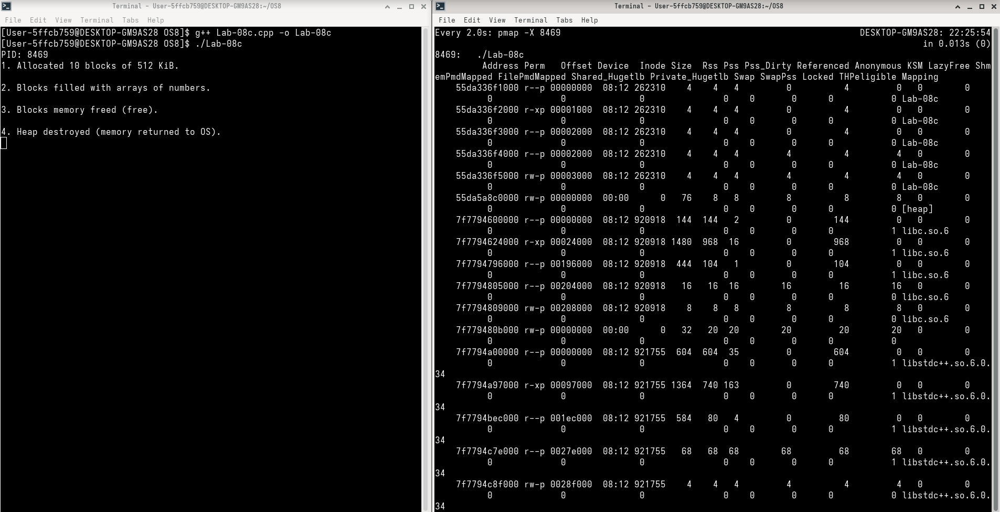 Terminal - User-5ffcb759@DESKTOP-GM9AS28:~/OS8
File Edit View Terminal Tabs Help
[User-5ffcb759@DESKTOP-GM9AS28 OS8]$ g++ Lab-08c.cpp -o Lab-08c
[User-5ffcb759@DESKTOP-GM9AS28 OS8]$ ./Lab-08c
PID: 8469
1. Allocated 10 blocks of 512 KiB.
2. Blocks filled with arrays of numbers.
3. Blocks memory freed (free).
4. Heap destroyed (memory returned to OS).
Terminal - User-5ffcb759@DESKTOP-GM9AS28:~/OS8
File Edit View Terminal Tabs Help
Every 2.0s: pmap -X 8469 DESKTOP-GM9AS28: 22:25:54
in 0.013s (0)
8469: ./Lab-08c
Address Perm Offset Device Inode Size Rss Pss Pss_Dirty Referenced Anonymous KSM LazyFree Shm
emPmdMapped FilePmdMapped Shared_Hugetlb Private_Hugetlb Swap SwapPss Locked THPeligible Mapping
55da336f1000 r--p 00000000 08:12 262310 4 4 4 0 4 0 0 0
0 0 0 0 0 0 0 0 Lab-08c
55da336f2000 r-xp 00001000 08:12 262310 4 4 4 0 4 0 0 0
0 0 0 0 0 0 0 0 Lab-08c
55da336f3000 r--p 00002000 08:12 262310 4 4 4 0 4 0 0 0
0 0 0 0 0 0 0 0 Lab-08c
55da336f4000 r--p 00002000 08:12 262310 4 4 4 4 4 4 0 0
0 0 0 0 0 0 0 0 Lab-08c
55da336f5000 rw-p 00003000 08:12 262310 4 4 4 4 4 4 0 0
0 0 0 0 0 0 0 0 Lab-08c
55da5a8c0000 rw-p 00000000 00:00 0 76 8 8 8 8 8 0 0
0 0 0 0 0 0 0 0 [heap]
7f7794600000 r--p 00000000 08:12 920918 144 144 2 0 144 0 0 0
0 0 0 0 0 0 0 1 libc.so.6
7f7794624000 r-xp 00024000 08:12 920918 1480 968 16 0 968 0 0 0
0 0 0 0 0 0 0 1 libc.so.6
7f7794796000 r--p 00196000 08:12 920918 444 104 1 0 104 0 0 0
0 0 0 0 0 0 0 1 libc.so.6
7f7794805000 r--p 00204000 08:12 920918 16 16 16 16 16 16 0 0
0 0 0 0 0 0 0 0 libc.so.6
7f7794809000 rw-p 00208000 08:12 920918 8 8 8 8 8 8 0 0
0 0 0 0 0 0 0 0 libc.so.6
7f779480b000 rw-p 00000000 00:00 0 32 20 20 20 20 20 0 0
0 0 0 0 0 0 0 0
7f7794a00000 r--p 00000000 08:12 921755 604 604 35 0 604 0 0 0
0 0 0 0 0 0 0 1 libstdc++.so.6.0.
34
7f7794a97000 r-xp 00097000 08:12 921755 1364 740 163 0 740 0 0 0
0 0 0 0 0 0 0 1 libstdc++.so.6.0.
34
7f7794bec000 r--p 001ec000 08:12 921755 584 80 4 0 80 0 0 0
0 0 0 0 0 0 0 1 libstdc++.so.6.0.
34
7f7794c7e000 r--p 0027e000 08:12 921755 68 68 68 68 68 68 0 0
0 0 0 0 0 0 0 1 libstdc++.so.6.0.
34
7f7794c8f000 rw-p 0028f000 08:12 921755 4 4 4 4 4 4 0 0
0 0 0 0 0 0 0 0 libstdc++.so.6.0.
34